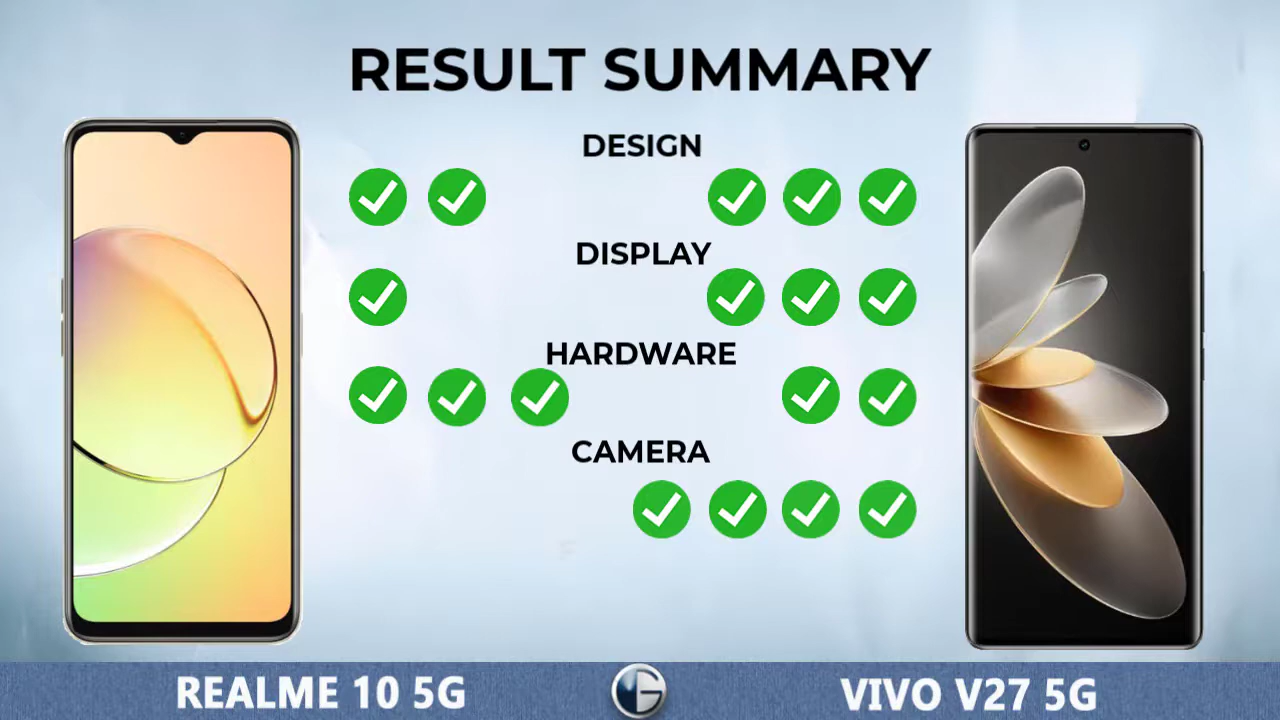 RESULT SUMMARY
DESIGN
DISPLAY
HARDWARE
CAMERA
REALME 10 5G
G
VIVO V27 5G